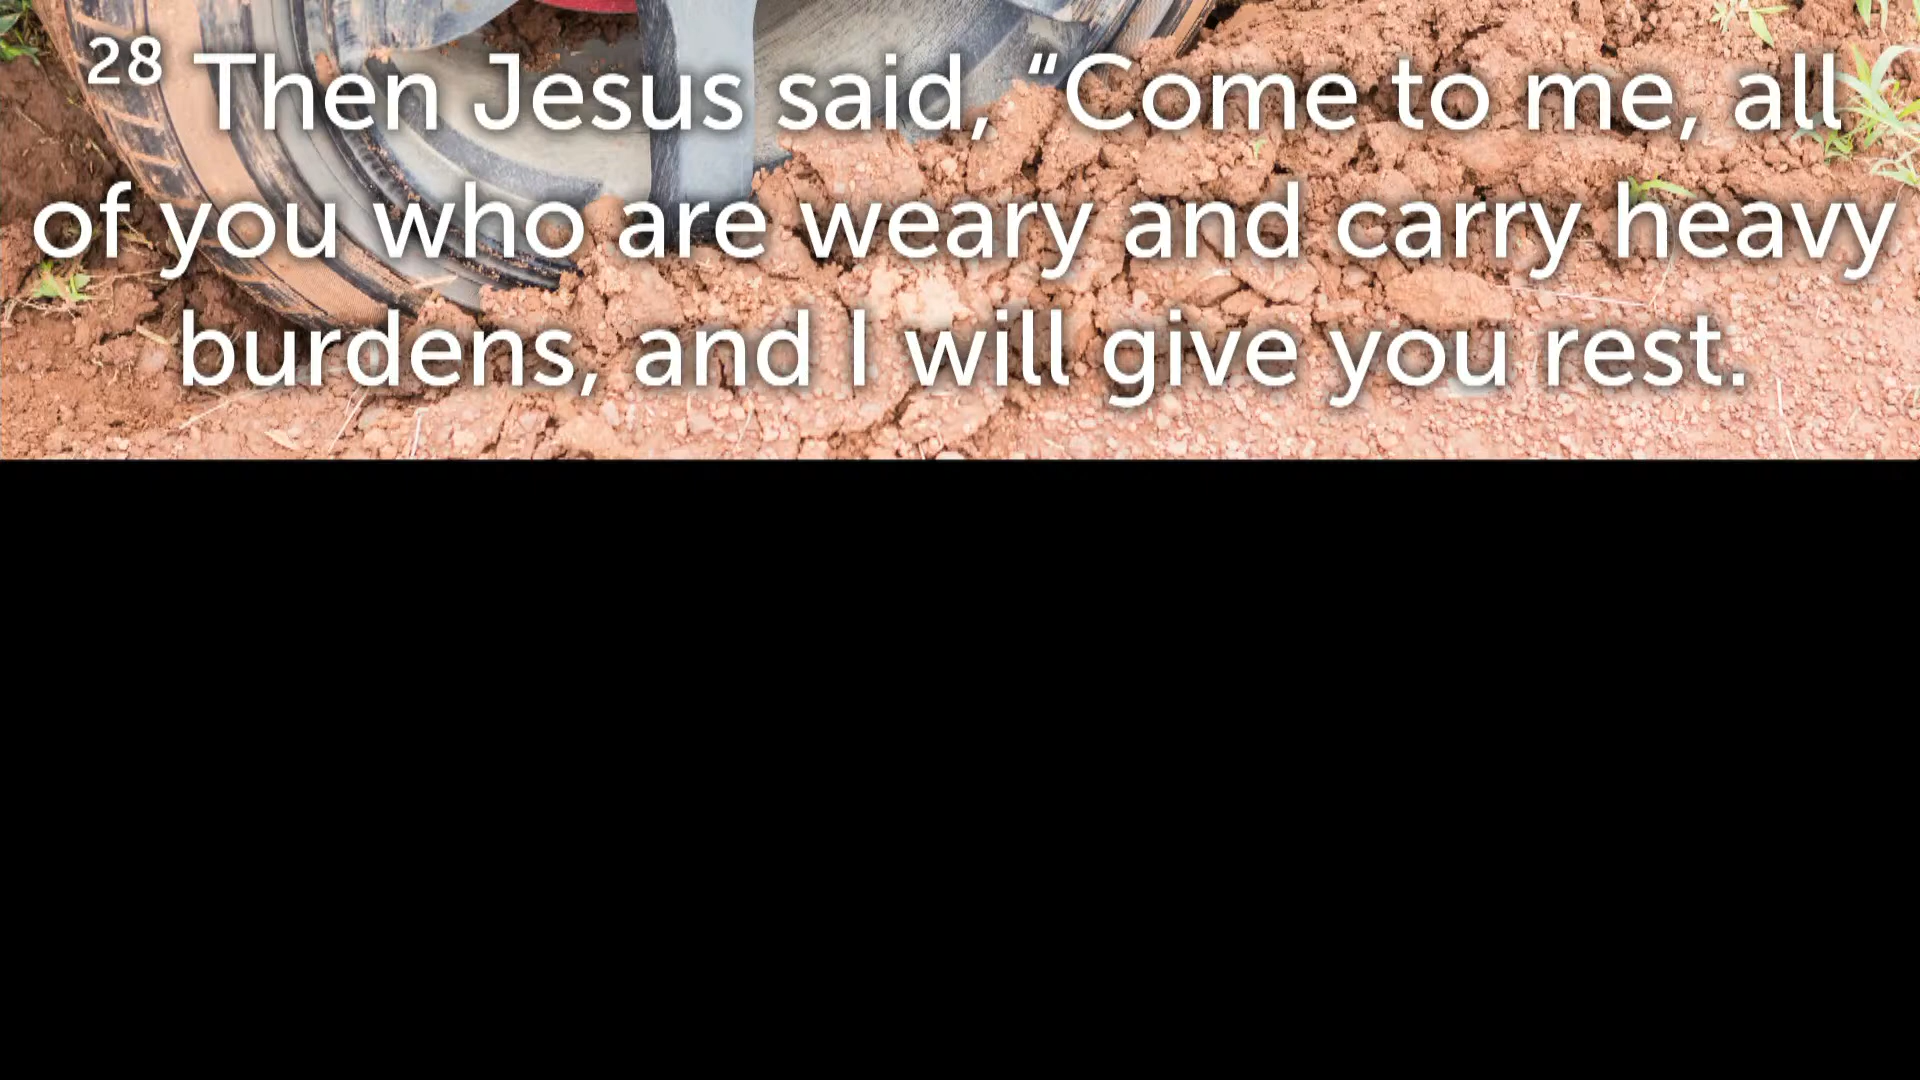 28 Then Jesus said, “Come to me, all
of you who are weary and carry heavy
burdens, and I will give you rest.